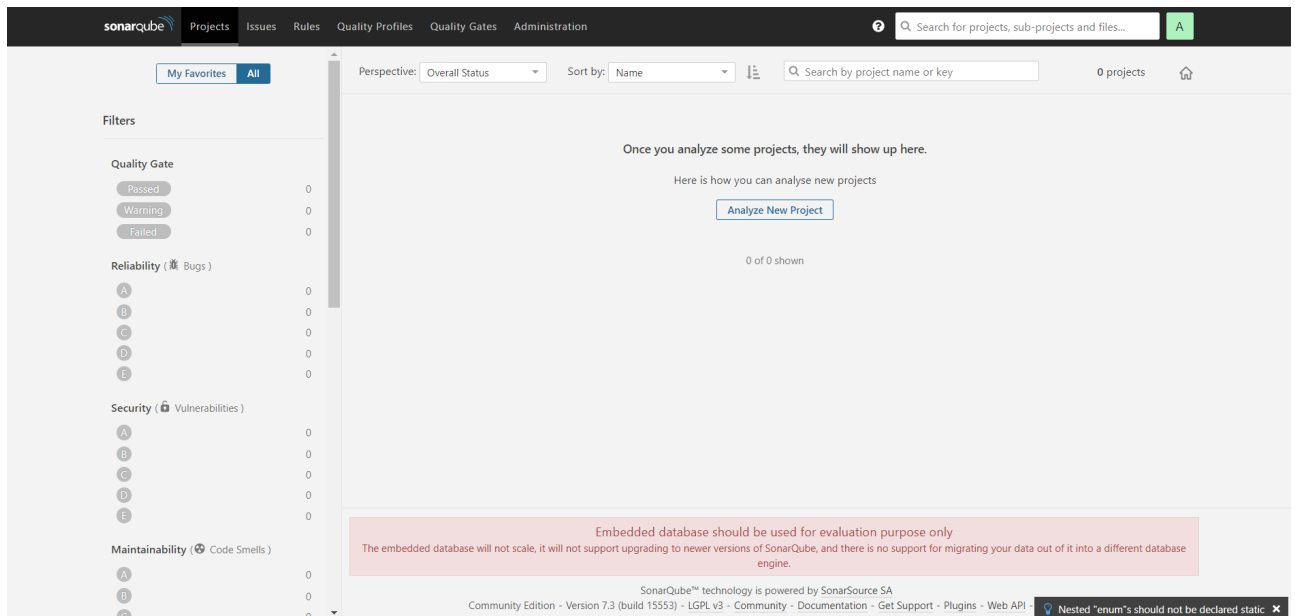 sonarqube Projects Issues Rules Quality Profiles Quality Gates Administration ? Search for projects, sub-projects and files... A
My Favorites All
Perspective: Overall Status Sort by: Name Search by project name or key 0 projects
Filters
Quality Gate
Passed 0
Warning 0
Failed 0
Reliability ( Bugs )
A 0
B 0
C 0
D 0
E 0
Security ( Vulnerabilities )
A 0
B 0
C 0
D 0
E 0
Maintainability ( Code Smells )
A 0
B 0
C 0
Once you analyze some projects, they will show up here.
Here is how you can analyse new projects
Analyze New Project
0 of 0 shown
Embedded database should be used for evaluation purpose only
The embedded database will not scale, it will not support upgrading to newer versions of SonarQube, and there is no support for migrating your data out of it into a different database
engine.
SonarQube™ technology is powered by SonarSource SA
Community Edition - Version 7.3 (build 15553) - LGPL v3 - Community - Documentation - Get Support - Plugins - Web API -
Nested "enum"s should not be declared static ×